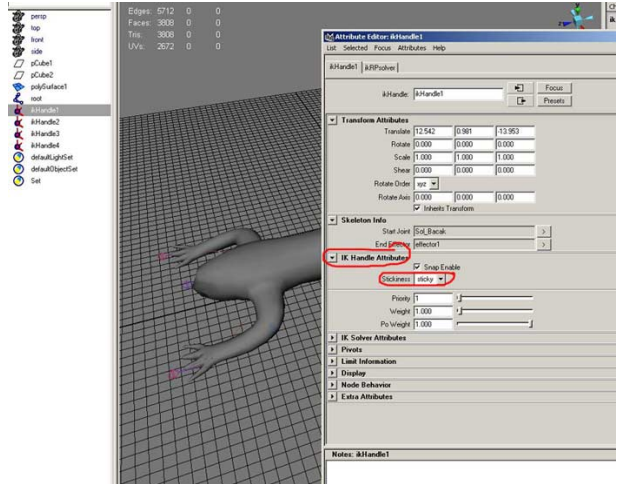 persp
top
front
side
pCube1
pCube2
polySurface1
root
ikHandle1
ikHandle2
ikHandle3
ikHandle4
defaultLightSet
defaultObjectSet
Set
Edges: 5712 0 0
Faces: 3808 0 0
Tris: 3808 0 0
UVs: 2672 0 0
Attribute Editor: ikHandle1
List Selected Focus Attributes Help
ikHandle1 ikRPsolver
ikHandle: ikHandle1 Focus
Presets
Transform Attributes
Translate 12.542 0.981 -13.953
Rotate 0.000 0.000 0.000
Scale 1.000 1.000 1.000
Shear 0.000 0.000 0.000
Rotate Order xyz
Rotate Axis 0.000 0.000 0.000
Inherits Transform
Skeleton Info
Start Joint Sol_Bacak >
End Effector effector1 >
IK Handle Attributes
Snap Enable
Stickiness sticky
Priority 1
Weight 1.000
Po Weight 1.000
IK Solver Attributes
Pivots
Limit Information
Display
Node Behavior
Extra Attributes
Notes: ikHandle1